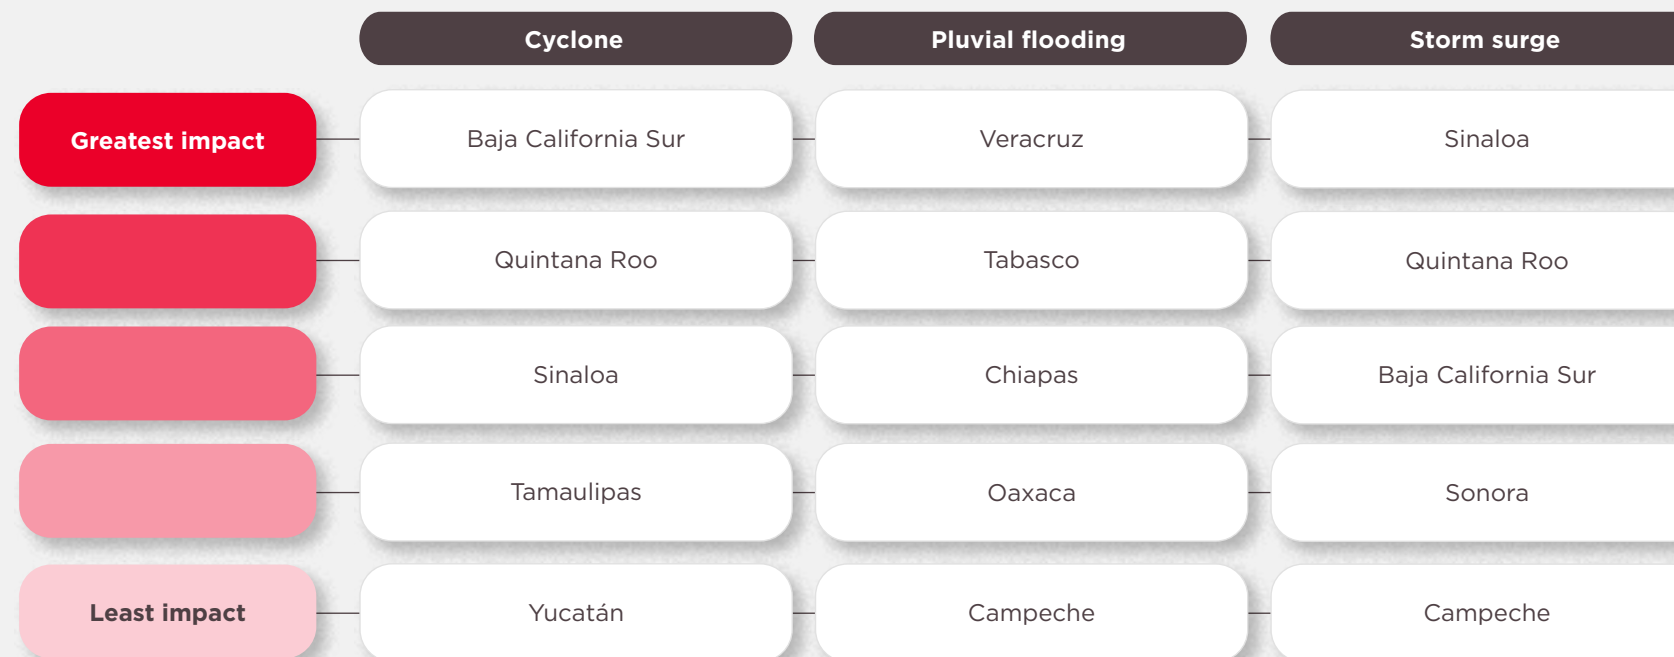 Cyclone Pluvial flooding Storm surge
Greatest impact Baja California Sur Veracruz Sinaloa
Quintana Roo Tabasco Quintana Roo
Sinaloa Chiapas Baja California Sur
Tamaulipas Oaxaca Sonora
Least impact Yucatán Campeche Campeche